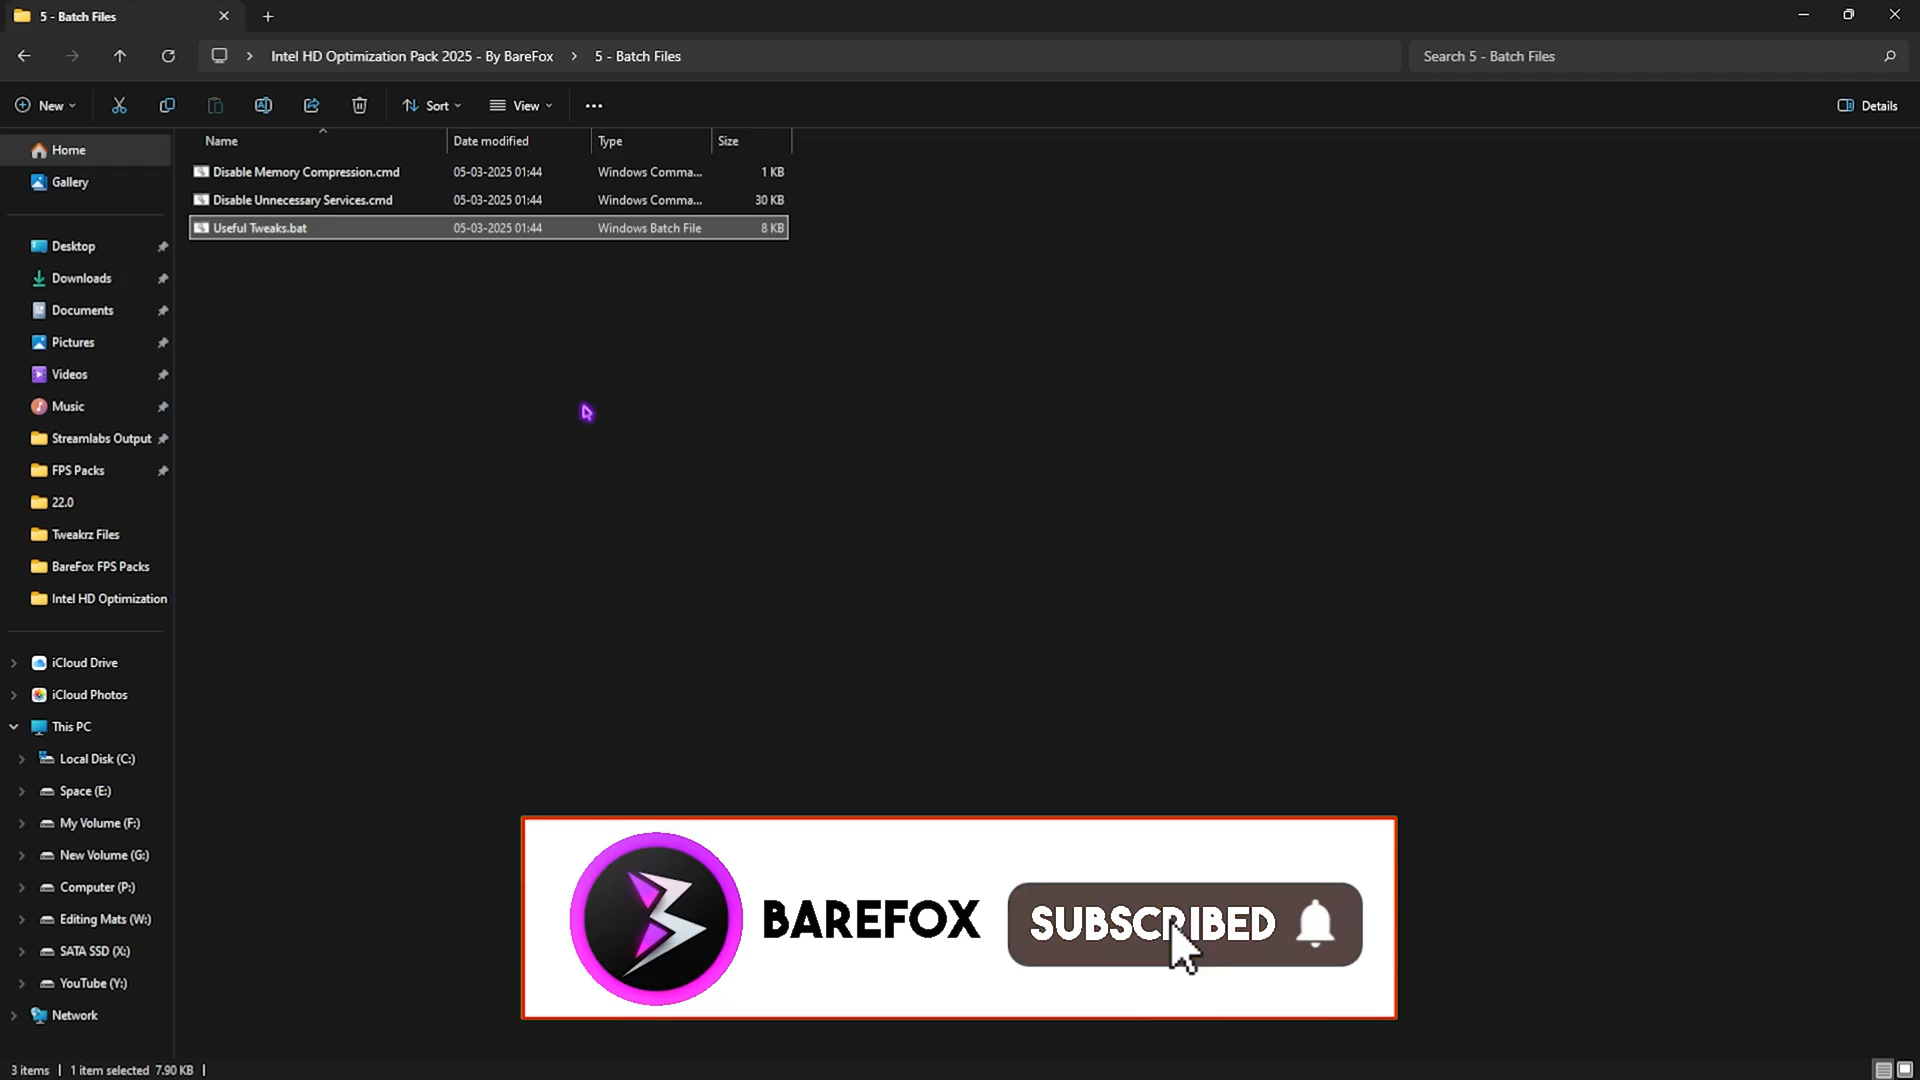 5 - Batch Files
Intel HD Optimization Pack 2025 - By BareFox > 5 - Batch Files
Search 5 - Batch Files
New
Sort
View
Details
Name Date modified Type Size
Disable Memory Compression.cmd 05-03-2025 01:44 Windows Comma... 1 KB
Disable Unnecessary Services.cmd 05-03-2025 01:44 Windows Comma... 30 KB
Useful Tweaks.bat 05-03-2025 01:44 Windows Batch File 8 KB
Home
Gallery
Desktop
Downloads
Documents
Pictures
Videos
Music
Streamlabs Output
FPS Packs
22.0
Tweakrz Files
BareFox FPS Packs
Intel HD Optimization
iCloud Drive
iCloud Photos
This PC
Local Disk (C:)
Space (E:)
My Volume (F:)
New Volume (G:)
Computer (P:)
Editing Mats (W:)
SATA SSD (X:)
YouTube (Y:)
Network
BAREFOX SUBSCRIBED
3 items | 1 item selected 7.90 KB |